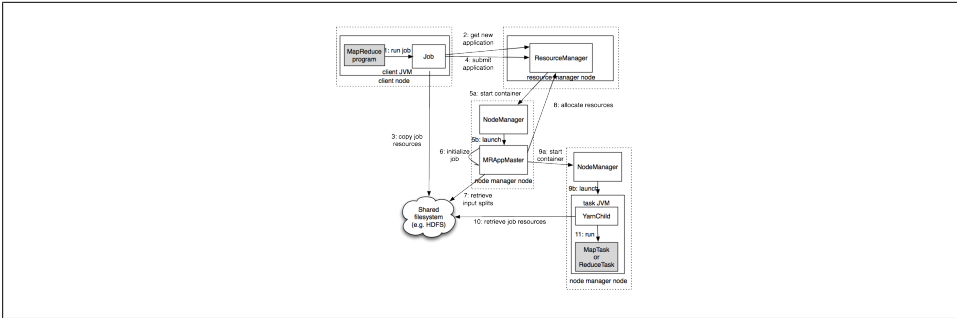 MapReduce
program
1: run job
Job
client JVM
client node
2: get new
application
4: submit
application
ResourceManager
resource manager node
5a: start container
8: allocate resources
NodeManager
5b: launch
3: copy job
resources
6: initialize
job
MRAppMaster
node manager node
9a: start
container
NodeManager
7: retrieve
input splits
9b: launch
task JVM
Shared
filesystem
(e.g. HDFS)
YarnChild
10: retrieve job resources
11: run
MapTask
or
ReduceTask
node manager node